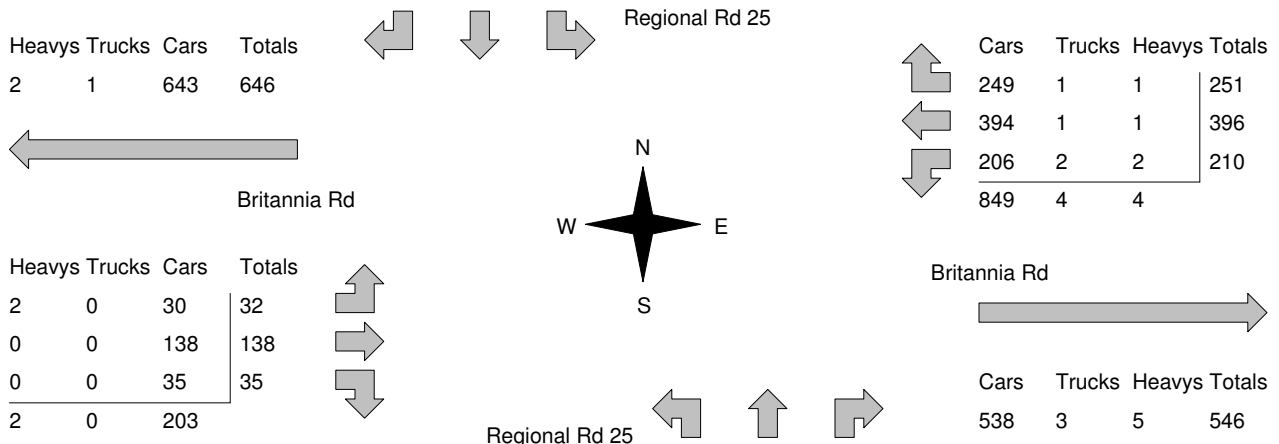 Regional Rd 25
Heavys Trucks Cars Totals
2 1 643 646
Cars Trucks Heavys Totals
249 1 1 251
394 1 1 396
206 2 2 210
849 4 4
Britannia Rd
N
W E
S
Heavys Trucks Cars Totals
2 0 30 32
0 0 138 138
0 0 35 35
2 0 203
Britannia Rd
Cars Trucks Heavys Totals
538 3 5 546
Regional Rd 25